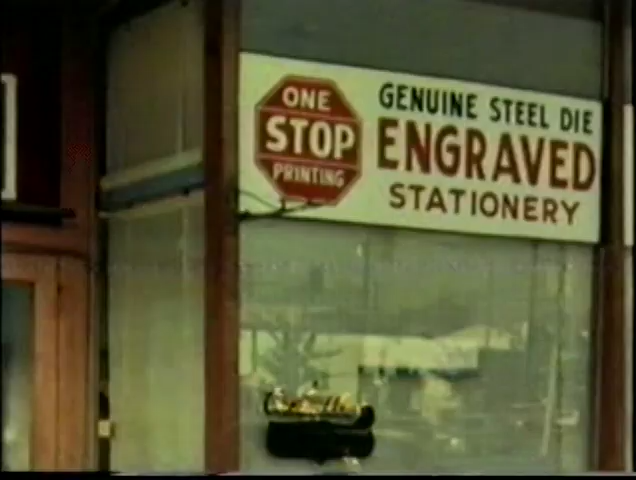 ONE
STOP
PRINTING
GENUINE STEEL DIE
ENGRAVED
STATIONERY